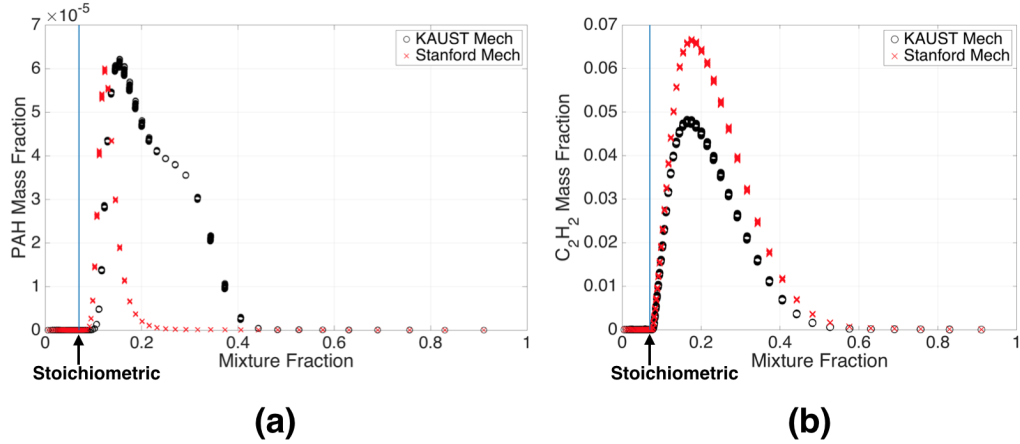 (a)
7 ×10⁻⁵
6
5
4
3
2
1
0
PAH Mass Fraction
○ KAUST Mech
× Stanford Mech
0 0.2 0.4 0.6 0.8 1
Mixture Fraction
Stoichiometric
(a)
(b)
0.07
0.06
0.05
0.04
0.03
0.02
0.01
0
C₂H₂ Mass Fraction
○ KAUST Mech
× Stanford Mech
0 0.2 0.4 0.6 0.8 1
Mixture Fraction
Stoichiometric
(b)